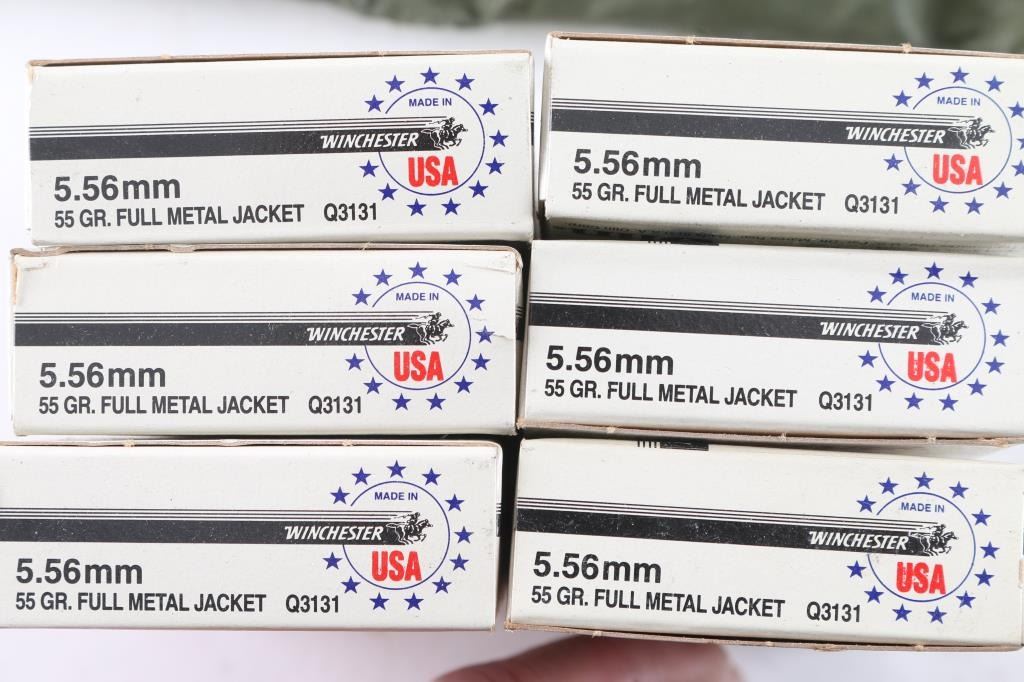 MADE IN
WINCHESTER
USA
5.56mm
55 GR. FULL METAL JACKET Q3131
MADE IN
WINCHESTER
USA
5.56mm
55 GR. FULL METAL JACKET Q3131
MADE IN
WINCHESTER
USA
5.56mm
55 GR. FULL METAL JACKET Q3131
MADE IN
WINCHESTER
USA
5.56mm
55 GR. FULL METAL JACKET Q3131
MADE IN
WINCHESTER
USA
5.56mm
55 GR. FULL METAL JACKET Q3131
MADE IN
WINCHESTER
USA
5.56mm
55 GR. FULL METAL JACKET Q3131